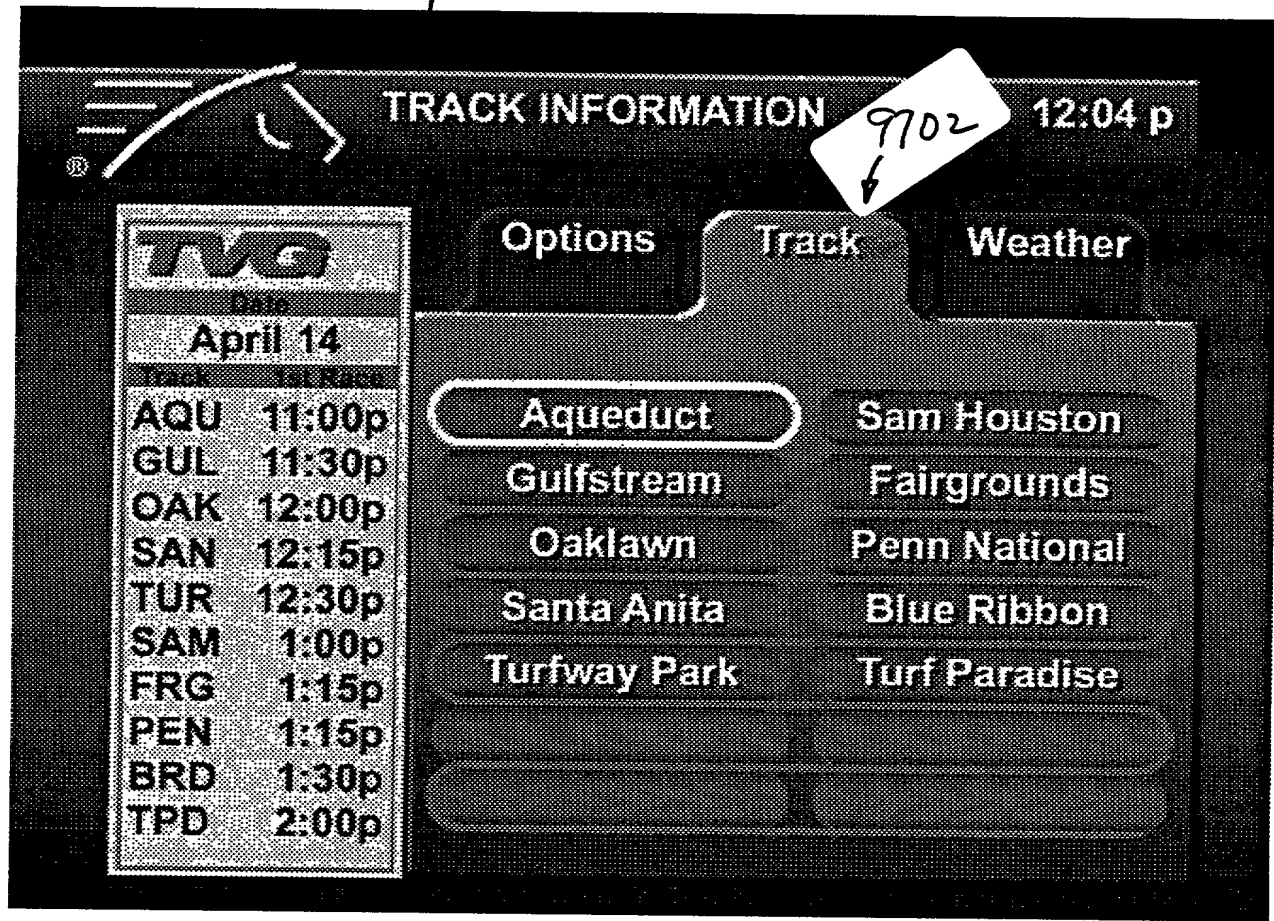 TRACK INFORMATION
9702
12:04 p
®
TVG
Date
April 14
Track 1st Race
AQU 11:00p
GUL 11:30p
OAK 12:00p
SAN 12:15p
TUR 12:30p
SAM 1:00p
FRG 1:15p
PEN 1:15p
BRD 1:30p
TPD 2:00p
Options
Track
Weather
Aqueduct
Sam Houston
Gulfstream
Fairgrounds
Oaklawn
Penn National
Santa Anita
Blue Ribbon
Turfway Park
Turf Paradise